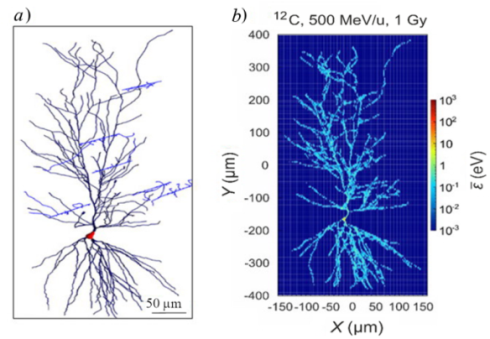 a)
50 µm
b)
¹²C, 500 MeV/u, 1 Gy
400
300
200
100
0
-100
-200
-300
-400
Y (µm)
-150 -100 -50 0 50 100 150
X (µm)
10³
10²
10
1
10⁻¹
10⁻²
10⁻³
ε̄ (eV)